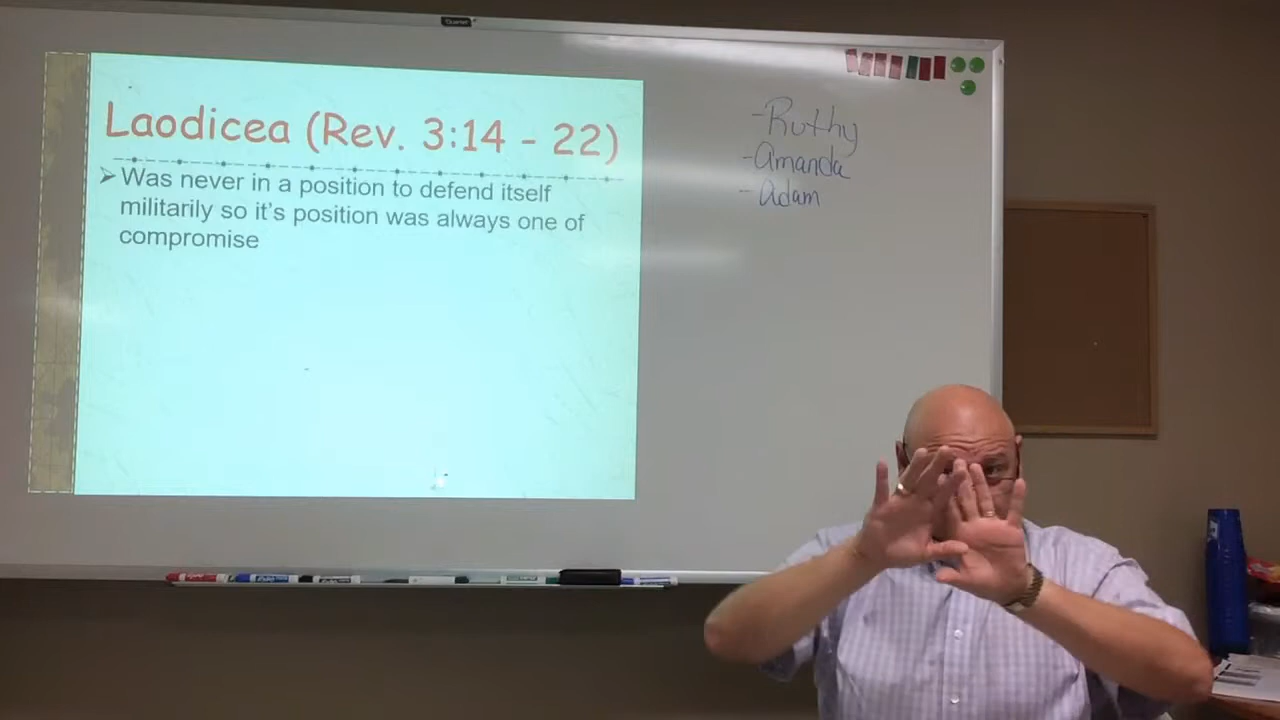 Laodicea (Rev. 3:14 - 22)
➢ Was never in a position to defend itself
militarily so it's position was always one of
compromise
-Ruthy
-Amanda
-Adam
"Quartet"